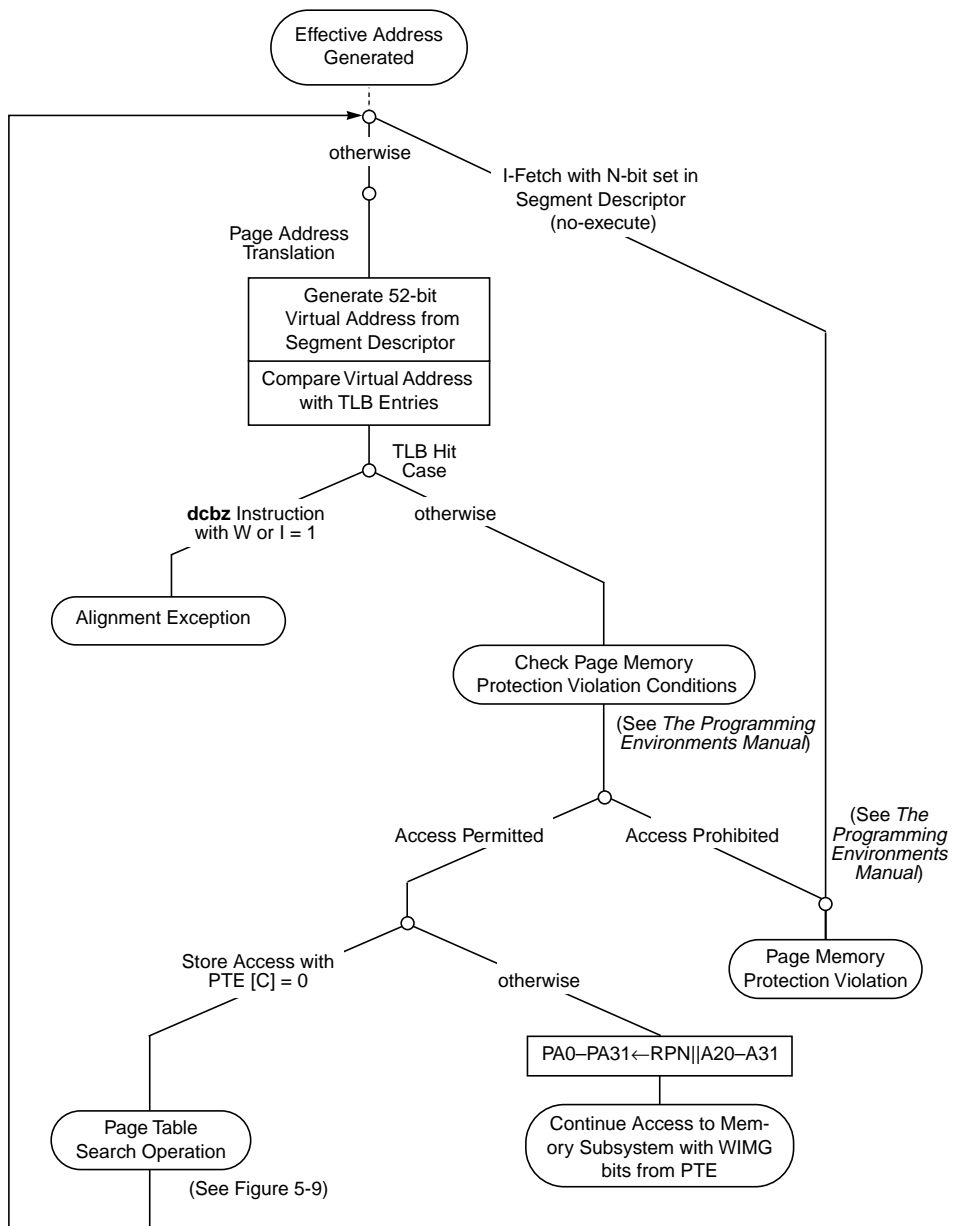 Effective Address
Generated
otherwise
I-Fetch with N-bit set in
Segment Descriptor
(no-execute)
Page Address
Translation
Generate 52-bit
Virtual Address from
Segment Descriptor
Compare Virtual Address
with TLB Entries
TLB Hit
Case
dcbz Instruction
with W or I = 1
otherwise
Alignment Exception
Check Page Memory
Protection Violation Conditions
(See The Programming
Environments Manual)
Access Permitted
Access Prohibited
(See The
Programming
Environments
Manual)
Store Access with
PTE [C] = 0
otherwise
Page Memory
Protection Violation
PA0–PA31←RPN||A20–A31
Page Table
Search Operation
Continue Access to Mem-
ory Subsystem with WIMG
bits from PTE
(See Figure 5-9)